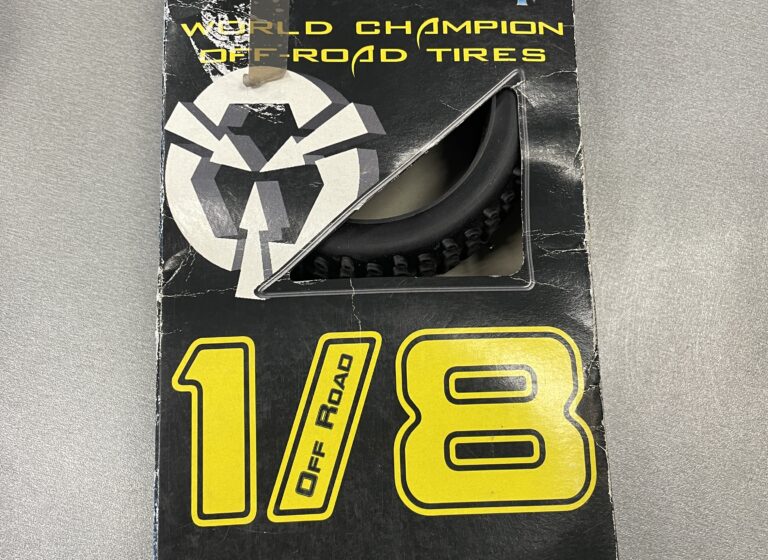 WORLD CHAMPION
OFF-ROAD TIRES
1/8
OFF ROAD